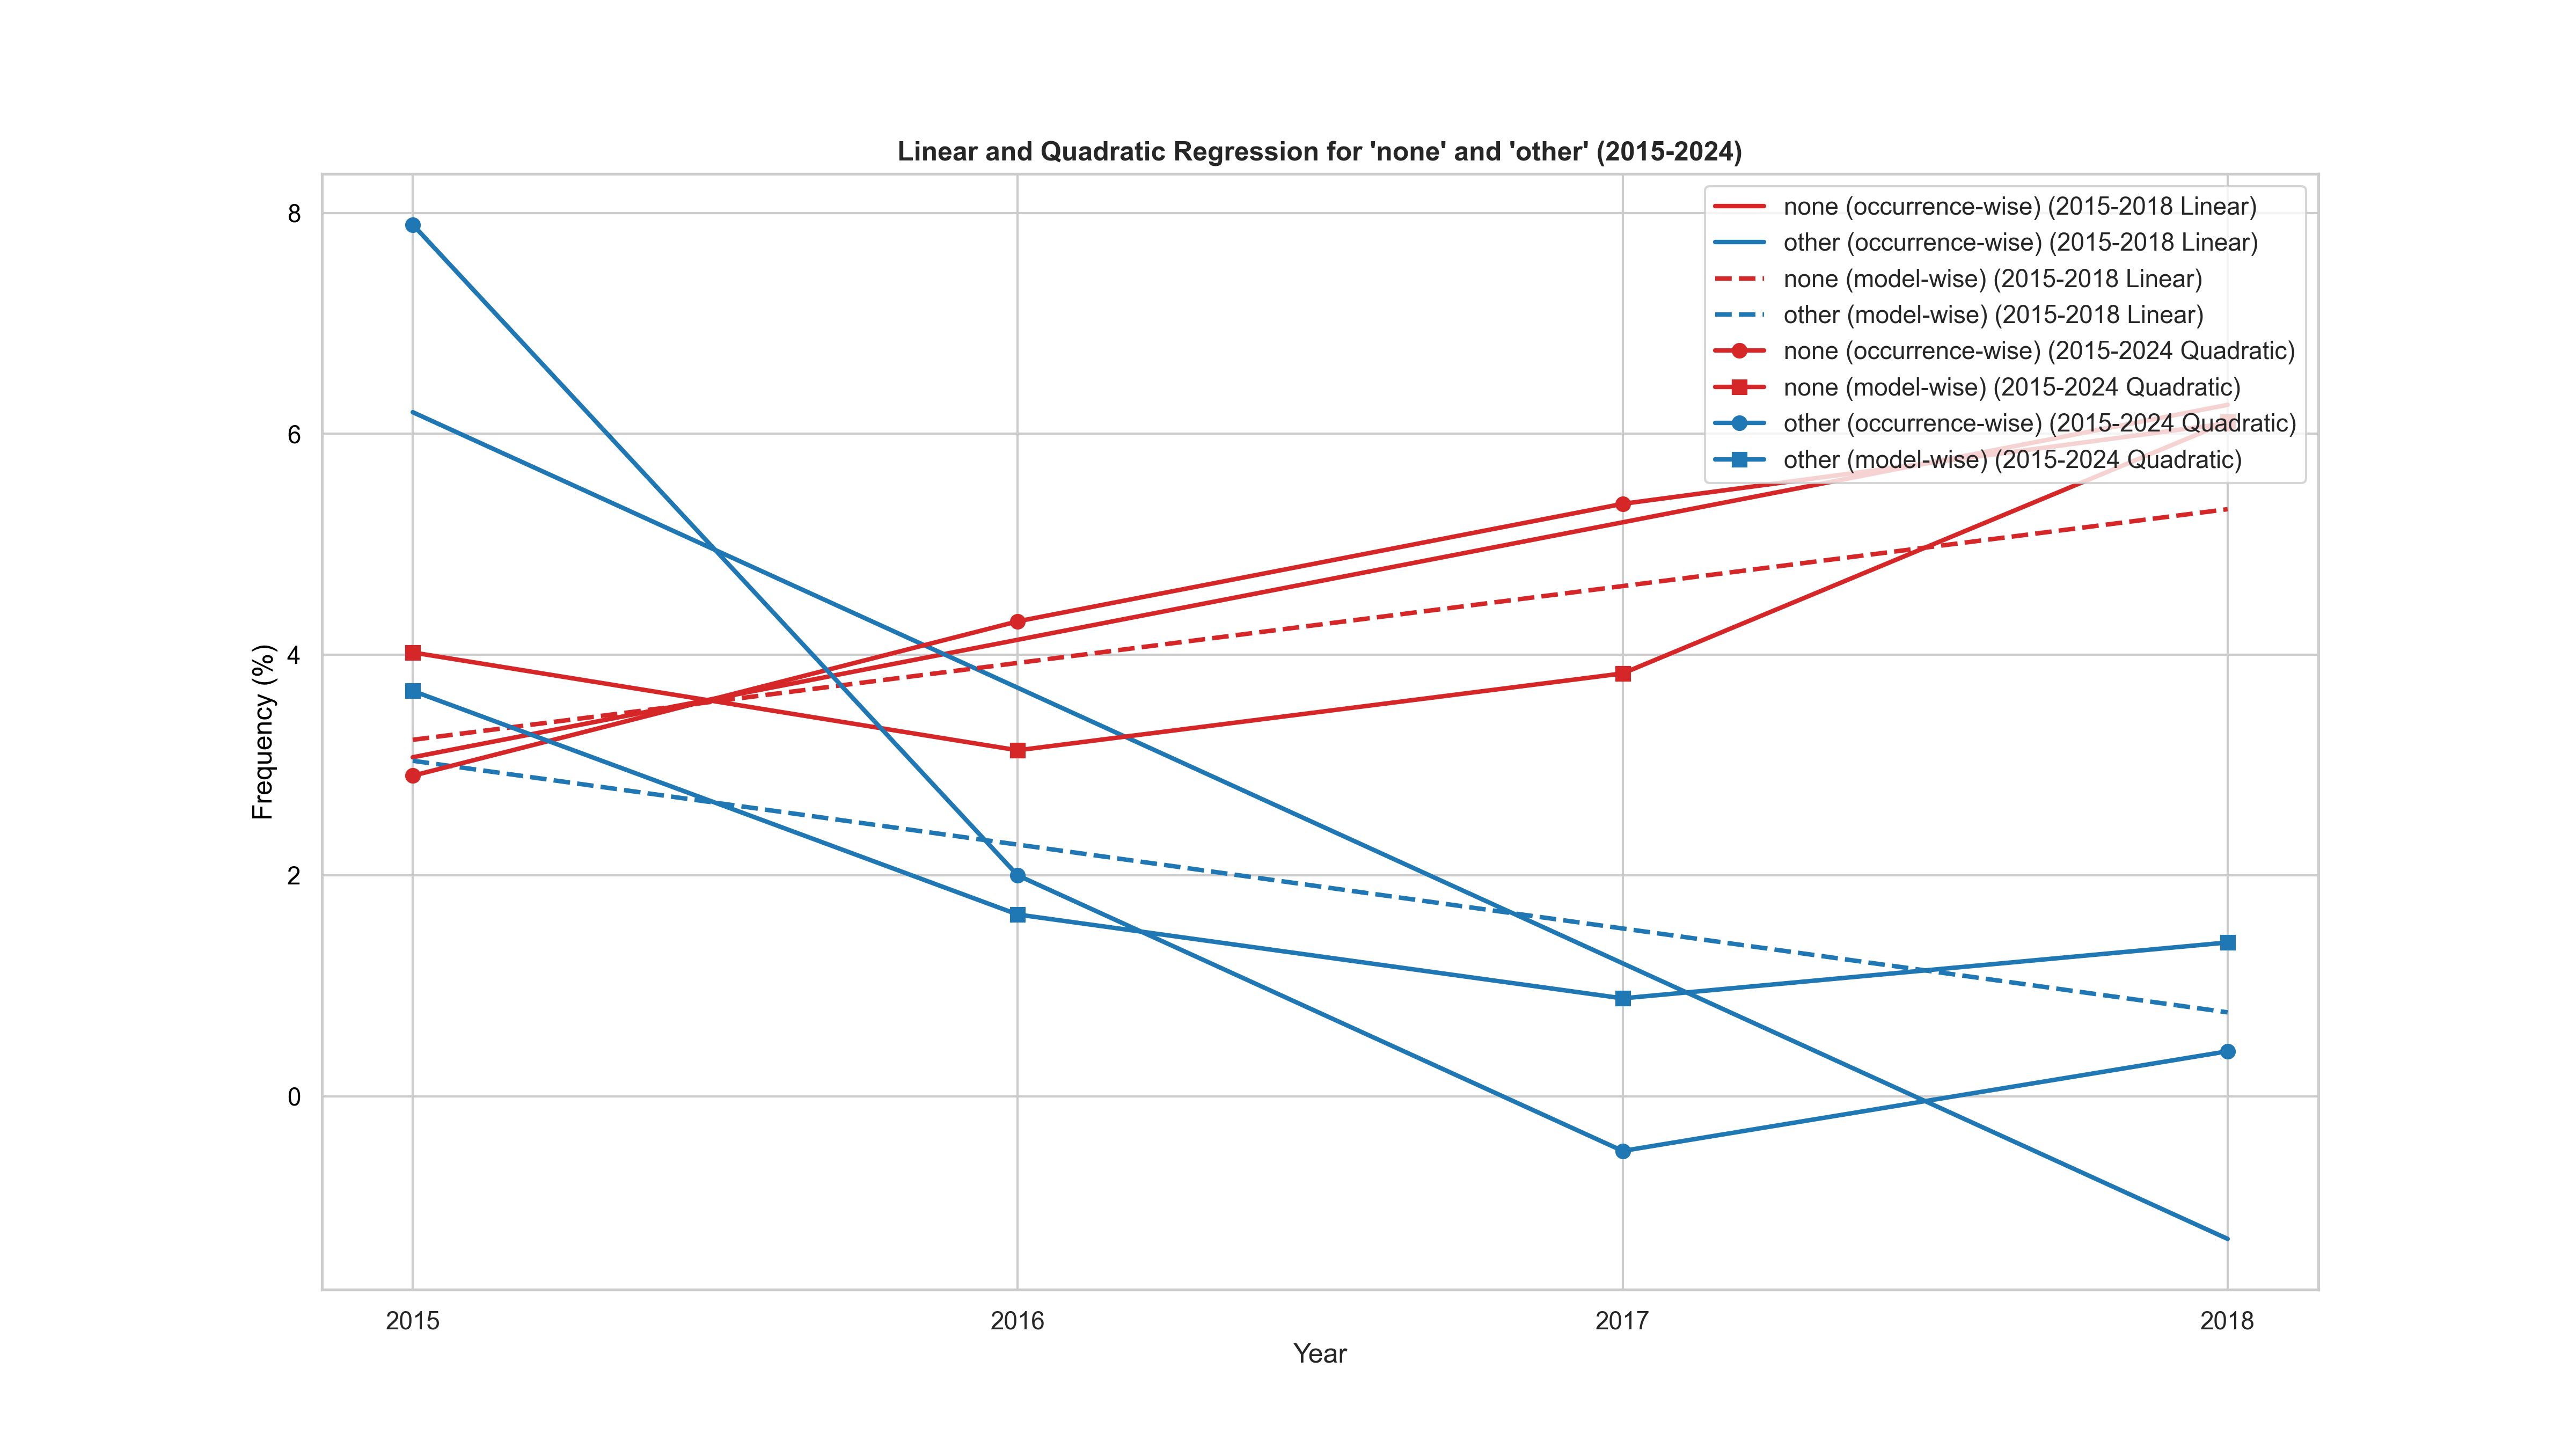 Linear and Quadratic Regression for 'none' and 'other' (2015-2024)
8
6
4
2
0
Frequency (%)
none (occurrence-wise) (2015-2018 Linear)
other (occurrence-wise) (2015-2018 Linear)
none (model-wise) (2015-2018 Linear)
other (model-wise) (2015-2018 Linear)
none (occurrence-wise) (2015-2024 Quadratic)
none (model-wise) (2015-2024 Quadratic)
other (occurrence-wise) (2015-2024 Quadratic)
other (model-wise) (2015-2024 Quadratic)
2015 2016 2017 2018
Year